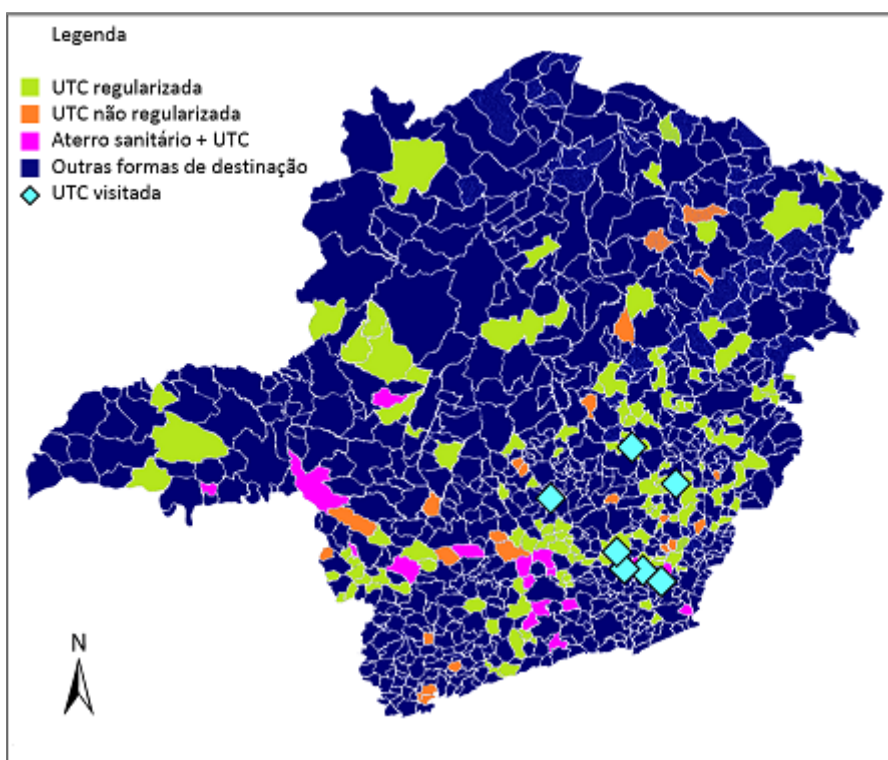 Legenda
UTC regularizada
UTC não regularizada
Aterro sanitário + UTC
Outras formas de destinação
UTC visitada
N